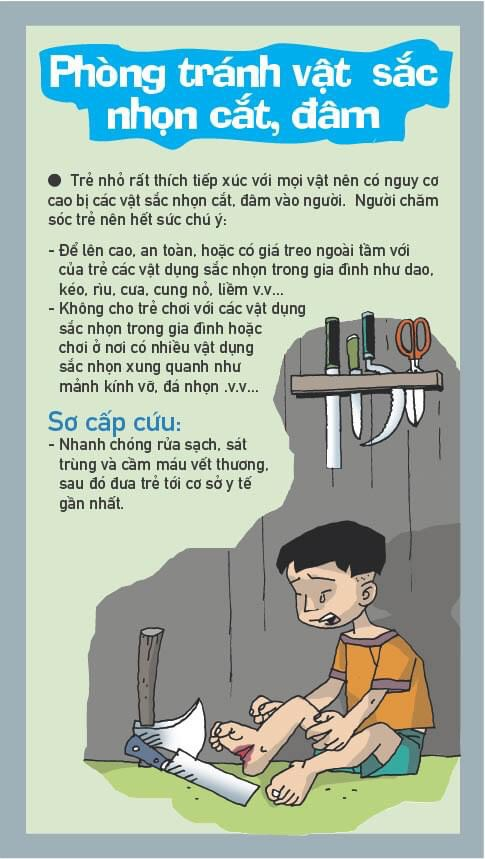 Phòng tránh vật sắc
nhọn cắt, đâm
● Trẻ nhỏ rất thích tiếp xúc với mọi vật nên có nguy cơ
cao bị các vật sắc nhọn cắt, đâm vào người. Người chăm
sóc trẻ nên hết sức chú ý:
- Để lên cao, an toàn, hoặc có giá treo ngoài tầm với
của trẻ các vật dụng sắc nhọn trong gia đình như dao,
kéo, rìu, cưa, cung nỏ, liềm v.v...
- Không cho trẻ chơi với các vật dụng
sắc nhọn trong gia đình hoặc
chơi ở nơi có nhiều vật dụng
sắc nhọn xung quanh như
mảnh kính vỡ, đá nhọn .v.v...
Sơ cấp cứu:
- Nhanh chóng rửa sạch, sát
trùng và cầm máu vết thương,
sau đó đưa trẻ tới cơ sở y tế
gần nhất.